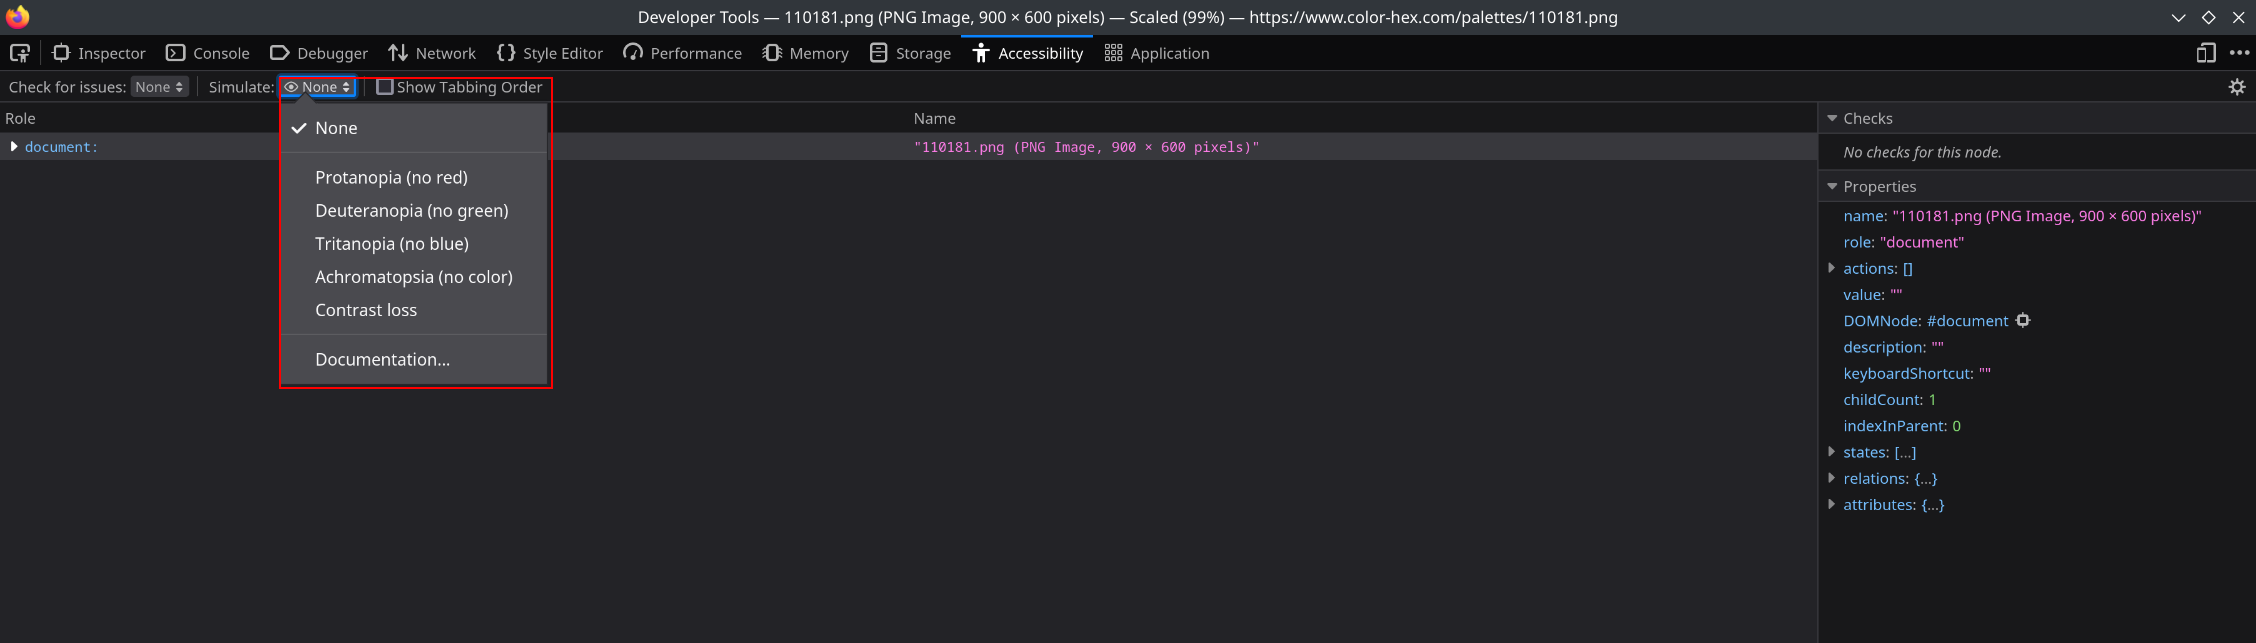 Developer Tools — 110181.png (PNG Image, 900 × 600 pixels) — Scaled (99%) — https://www.color-hex.com/palettes/110181.png
Inspector Console Debugger Network Style Editor Performance Memory Storage Accessibility Application
Check for issues: None Simulate: None Show Tabbing Order
Role Name
document: "110181.png (PNG Image, 900 × 600 pixels)"
None
Protanopia (no red)
Deuteranopia (no green)
Tritanopia (no blue)
Achromatopsia (no color)
Contrast loss
Documentation...
Checks
No checks for this node.
Properties
name: "110181.png (PNG Image, 900 × 600 pixels)"
role: "document"
actions: []
value: ""
DOMNode: #document
description: ""
keyboardShortcut: ""
childCount: 1
indexInParent: 0
states: […]
relations: {…}
attributes: {…}